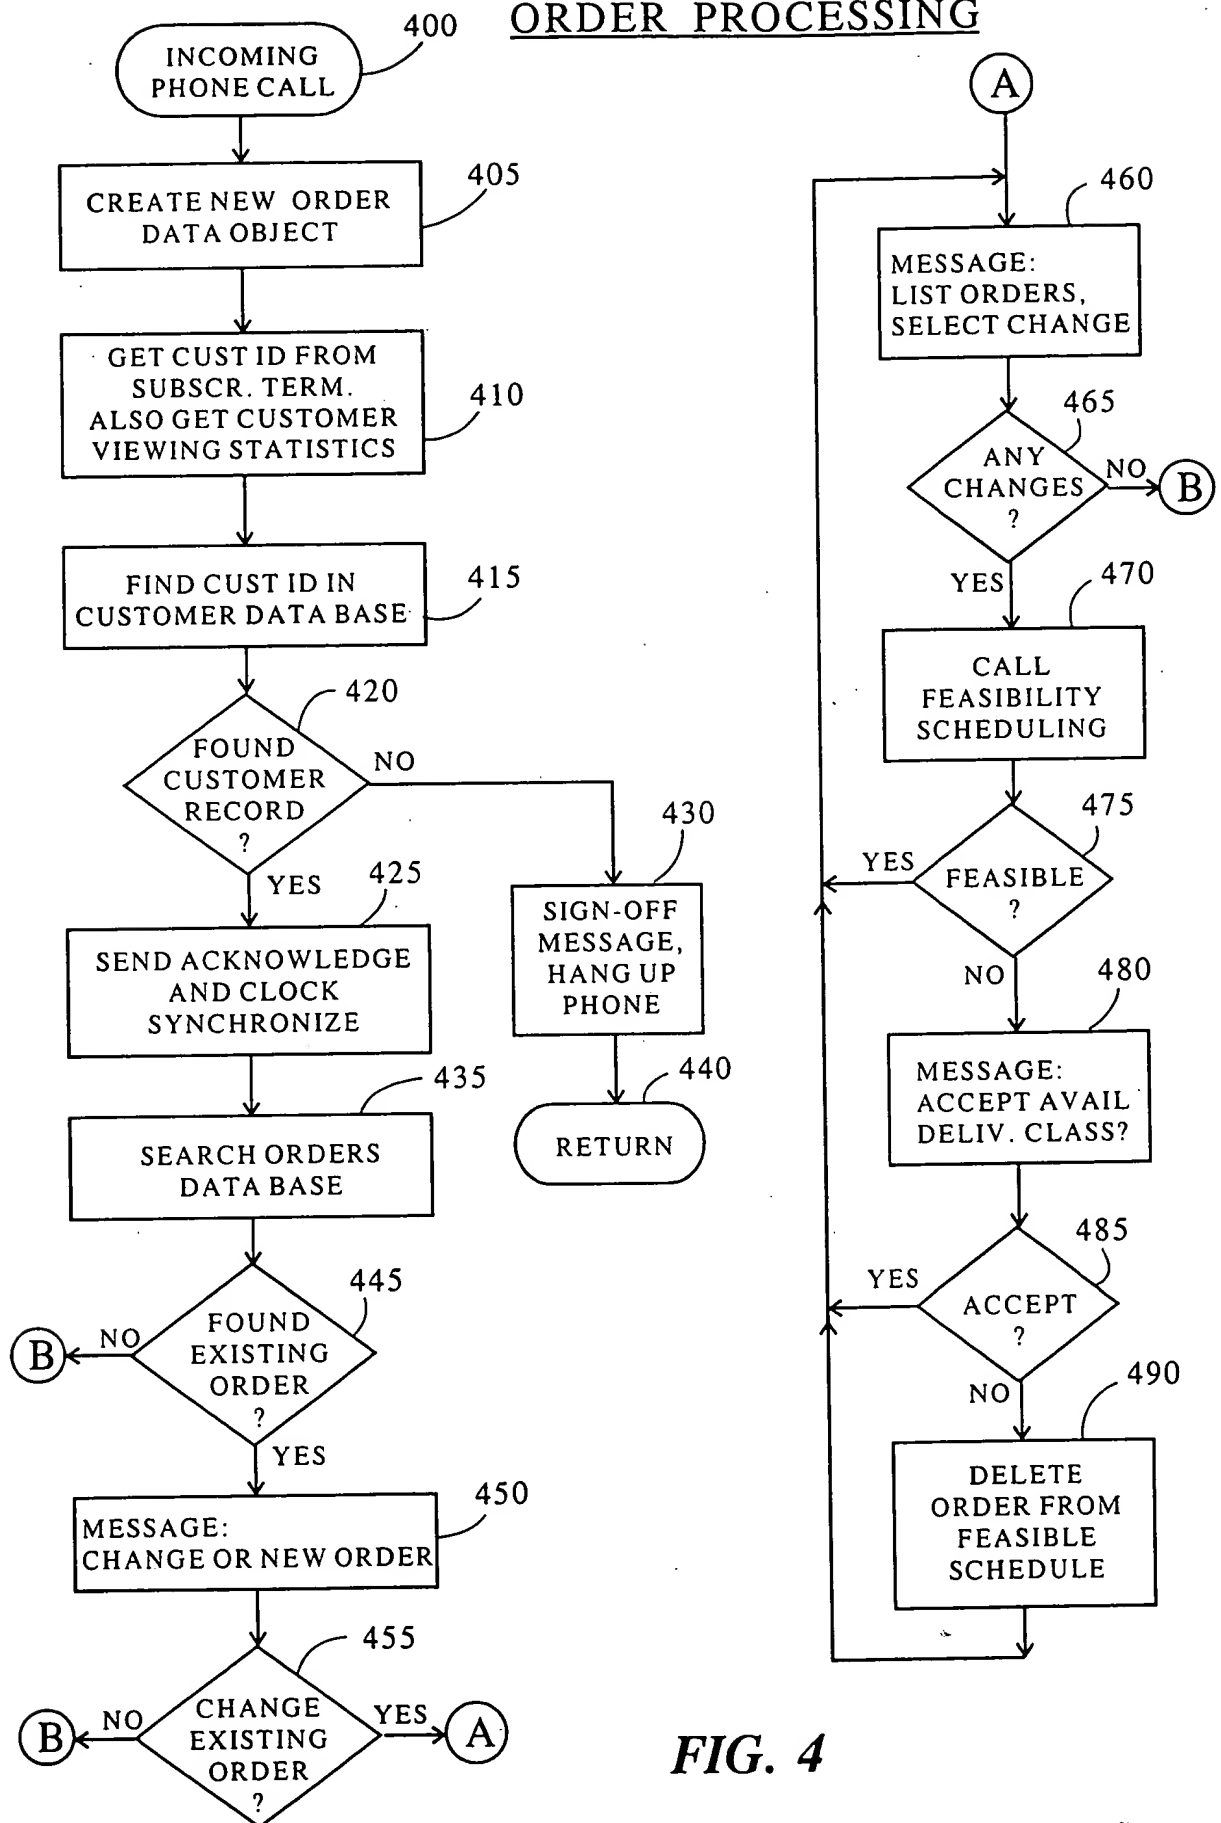 ORDER PROCESSING
INCOMING
PHONE CALL
400
CREATE NEW ORDER
DATA OBJECT
405
GET CUST ID FROM
SUBSCR. TERM.
ALSO GET CUSTOMER
VIEWING STATISTICS
410
FIND CUST ID IN
CUSTOMER DATA BASE
415
FOUND
CUSTOMER
RECORD
?
420
NO
YES
SEND ACKNOWLEDGE
AND CLOCK
SYNCHRONIZE
425
SIGN-OFF
MESSAGE,
HANG UP
PHONE
430
RETURN
440
SEARCH ORDERS
DATA BASE
435
FOUND
EXISTING
ORDER
?
445
NO
B
YES
MESSAGE:
CHANGE OR NEW ORDER
450
CHANGE
EXISTING
ORDER
?
455
NO
B
YES
A
A
MESSAGE:
LIST ORDERS,
SELECT CHANGE
460
ANY
CHANGES
?
465
NO
B
YES
CALL
FEASIBILITY
SCHEDULING
470
FEASIBLE
?
475
YES
NO
MESSAGE:
ACCEPT AVAIL
DELIV. CLASS?
480
ACCEPT
?
485
YES
NO
DELETE
ORDER FROM
FEASIBLE
SCHEDULE
490
FIG. 4